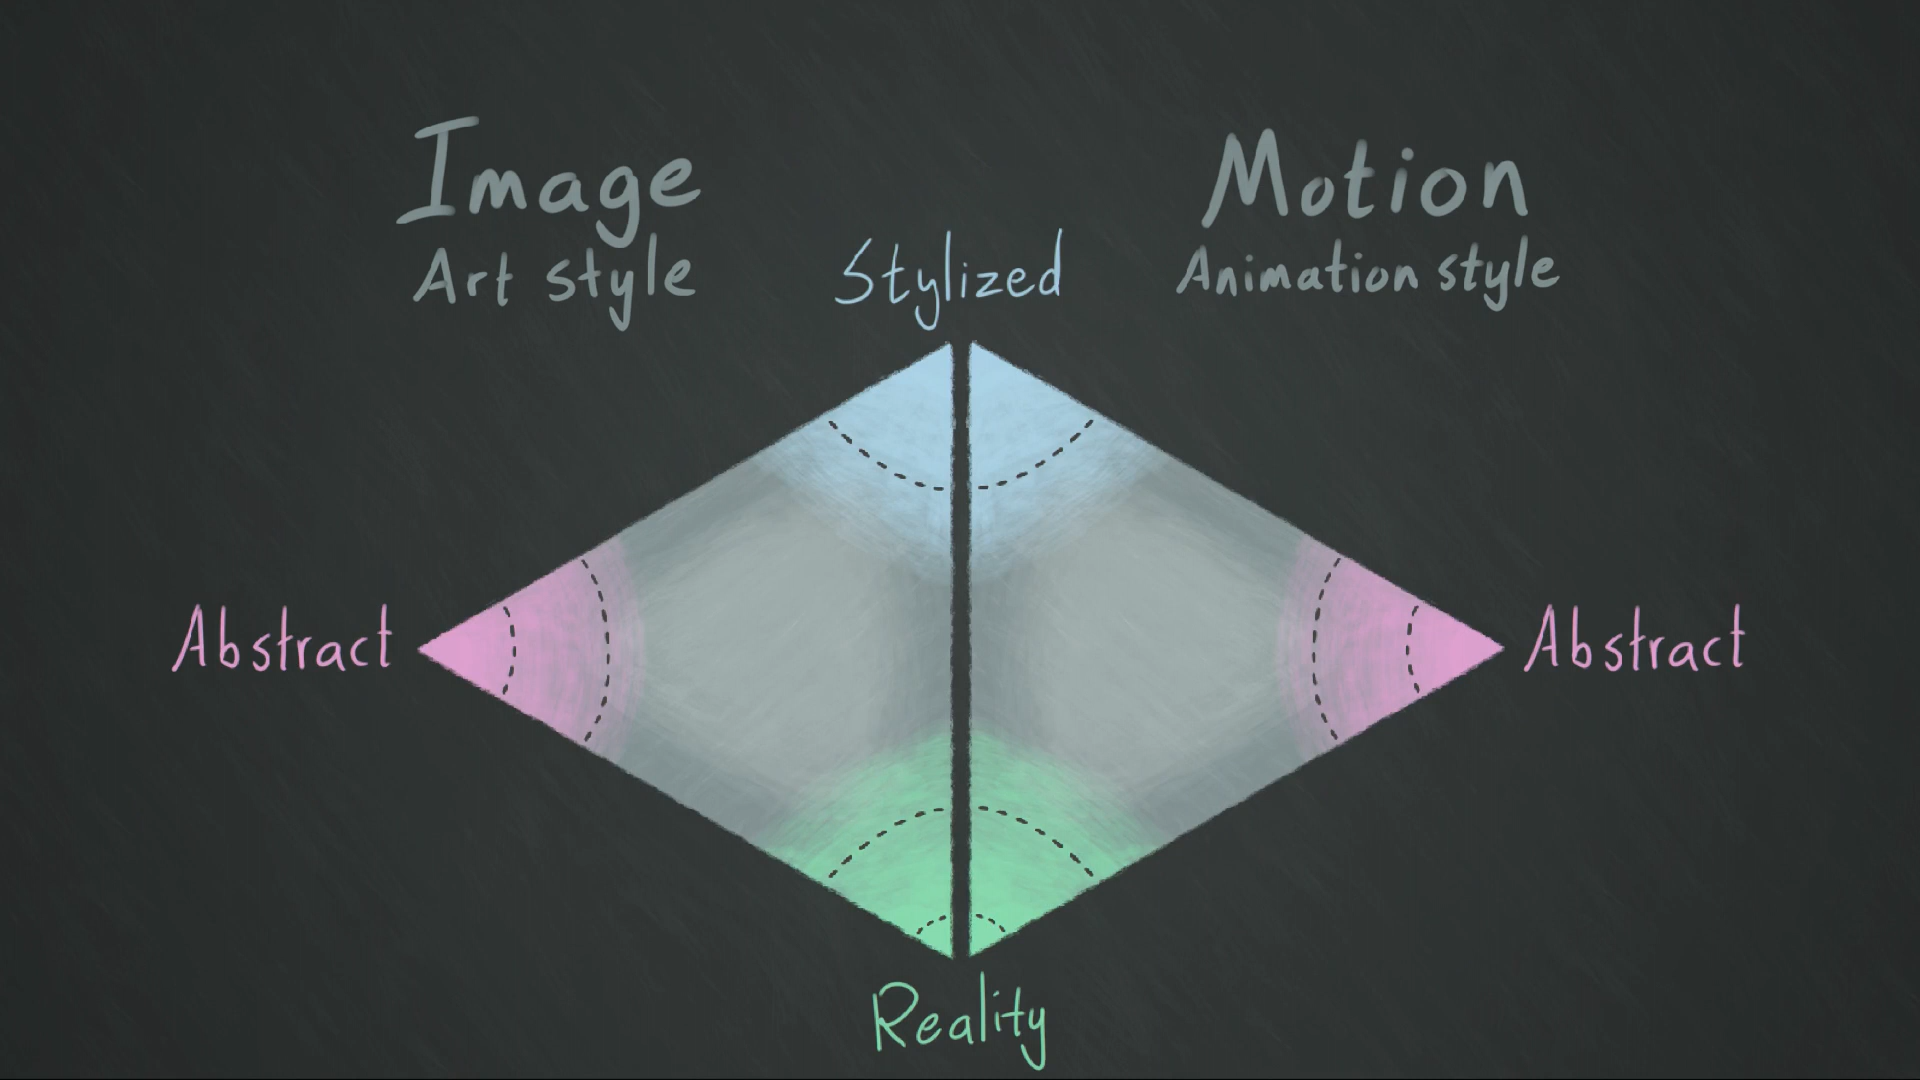 Image
Art style
Motion
Animation style
Stylized
Abstract
Abstract
Reality